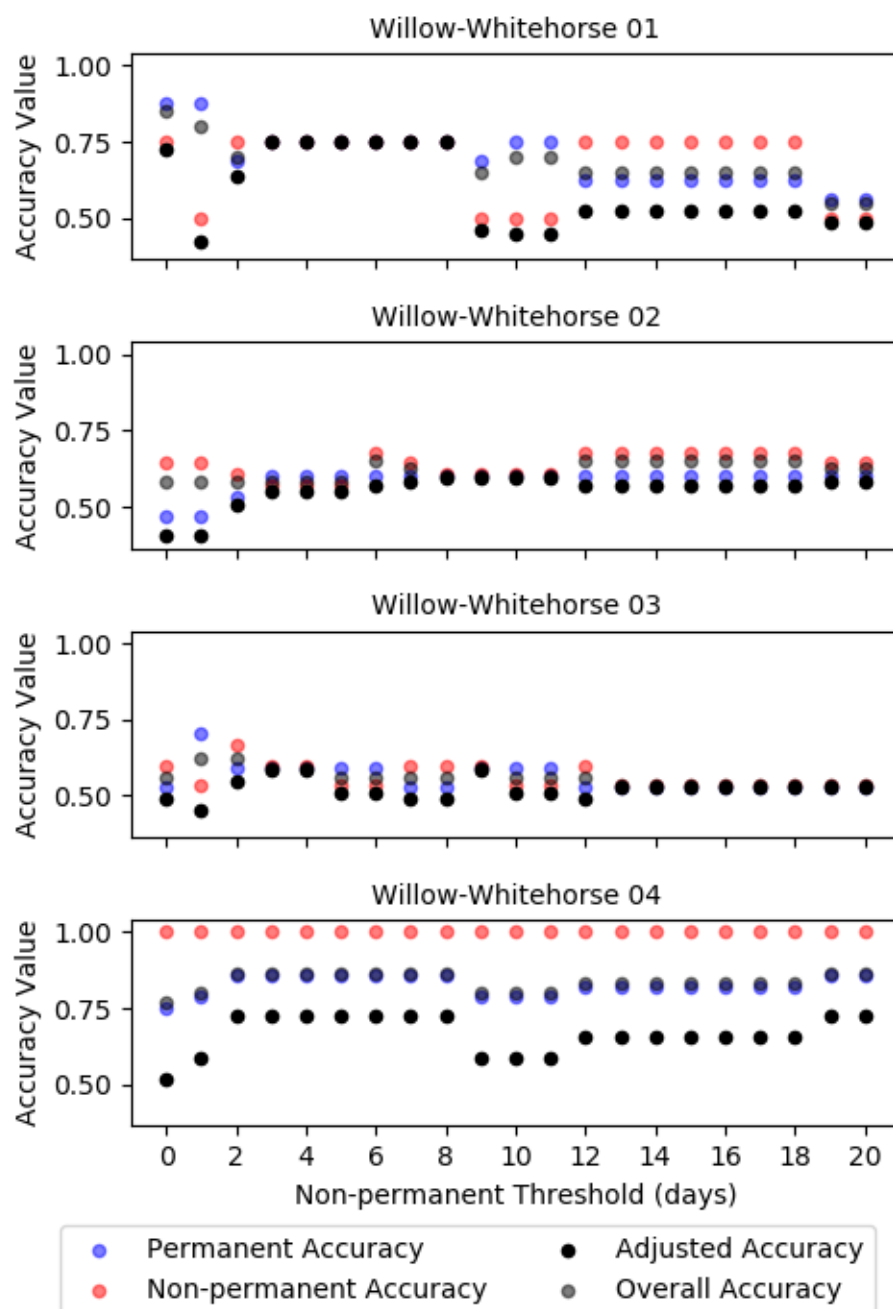 Willow-Whitehorse 01
Accuracy Value
1.00
0.75
0.50
Willow-Whitehorse 02
Accuracy Value
1.00
0.75
0.50
Willow-Whitehorse 03
Accuracy Value
1.00
0.75
0.50
Willow-Whitehorse 04
Accuracy Value
1.00
0.75
0.50
0 2 4 6 8 10 12 14 16 18 20
Non-permanent Threshold (days)
Permanent Accuracy Adjusted Accuracy
Non-permanent Accuracy Overall Accuracy